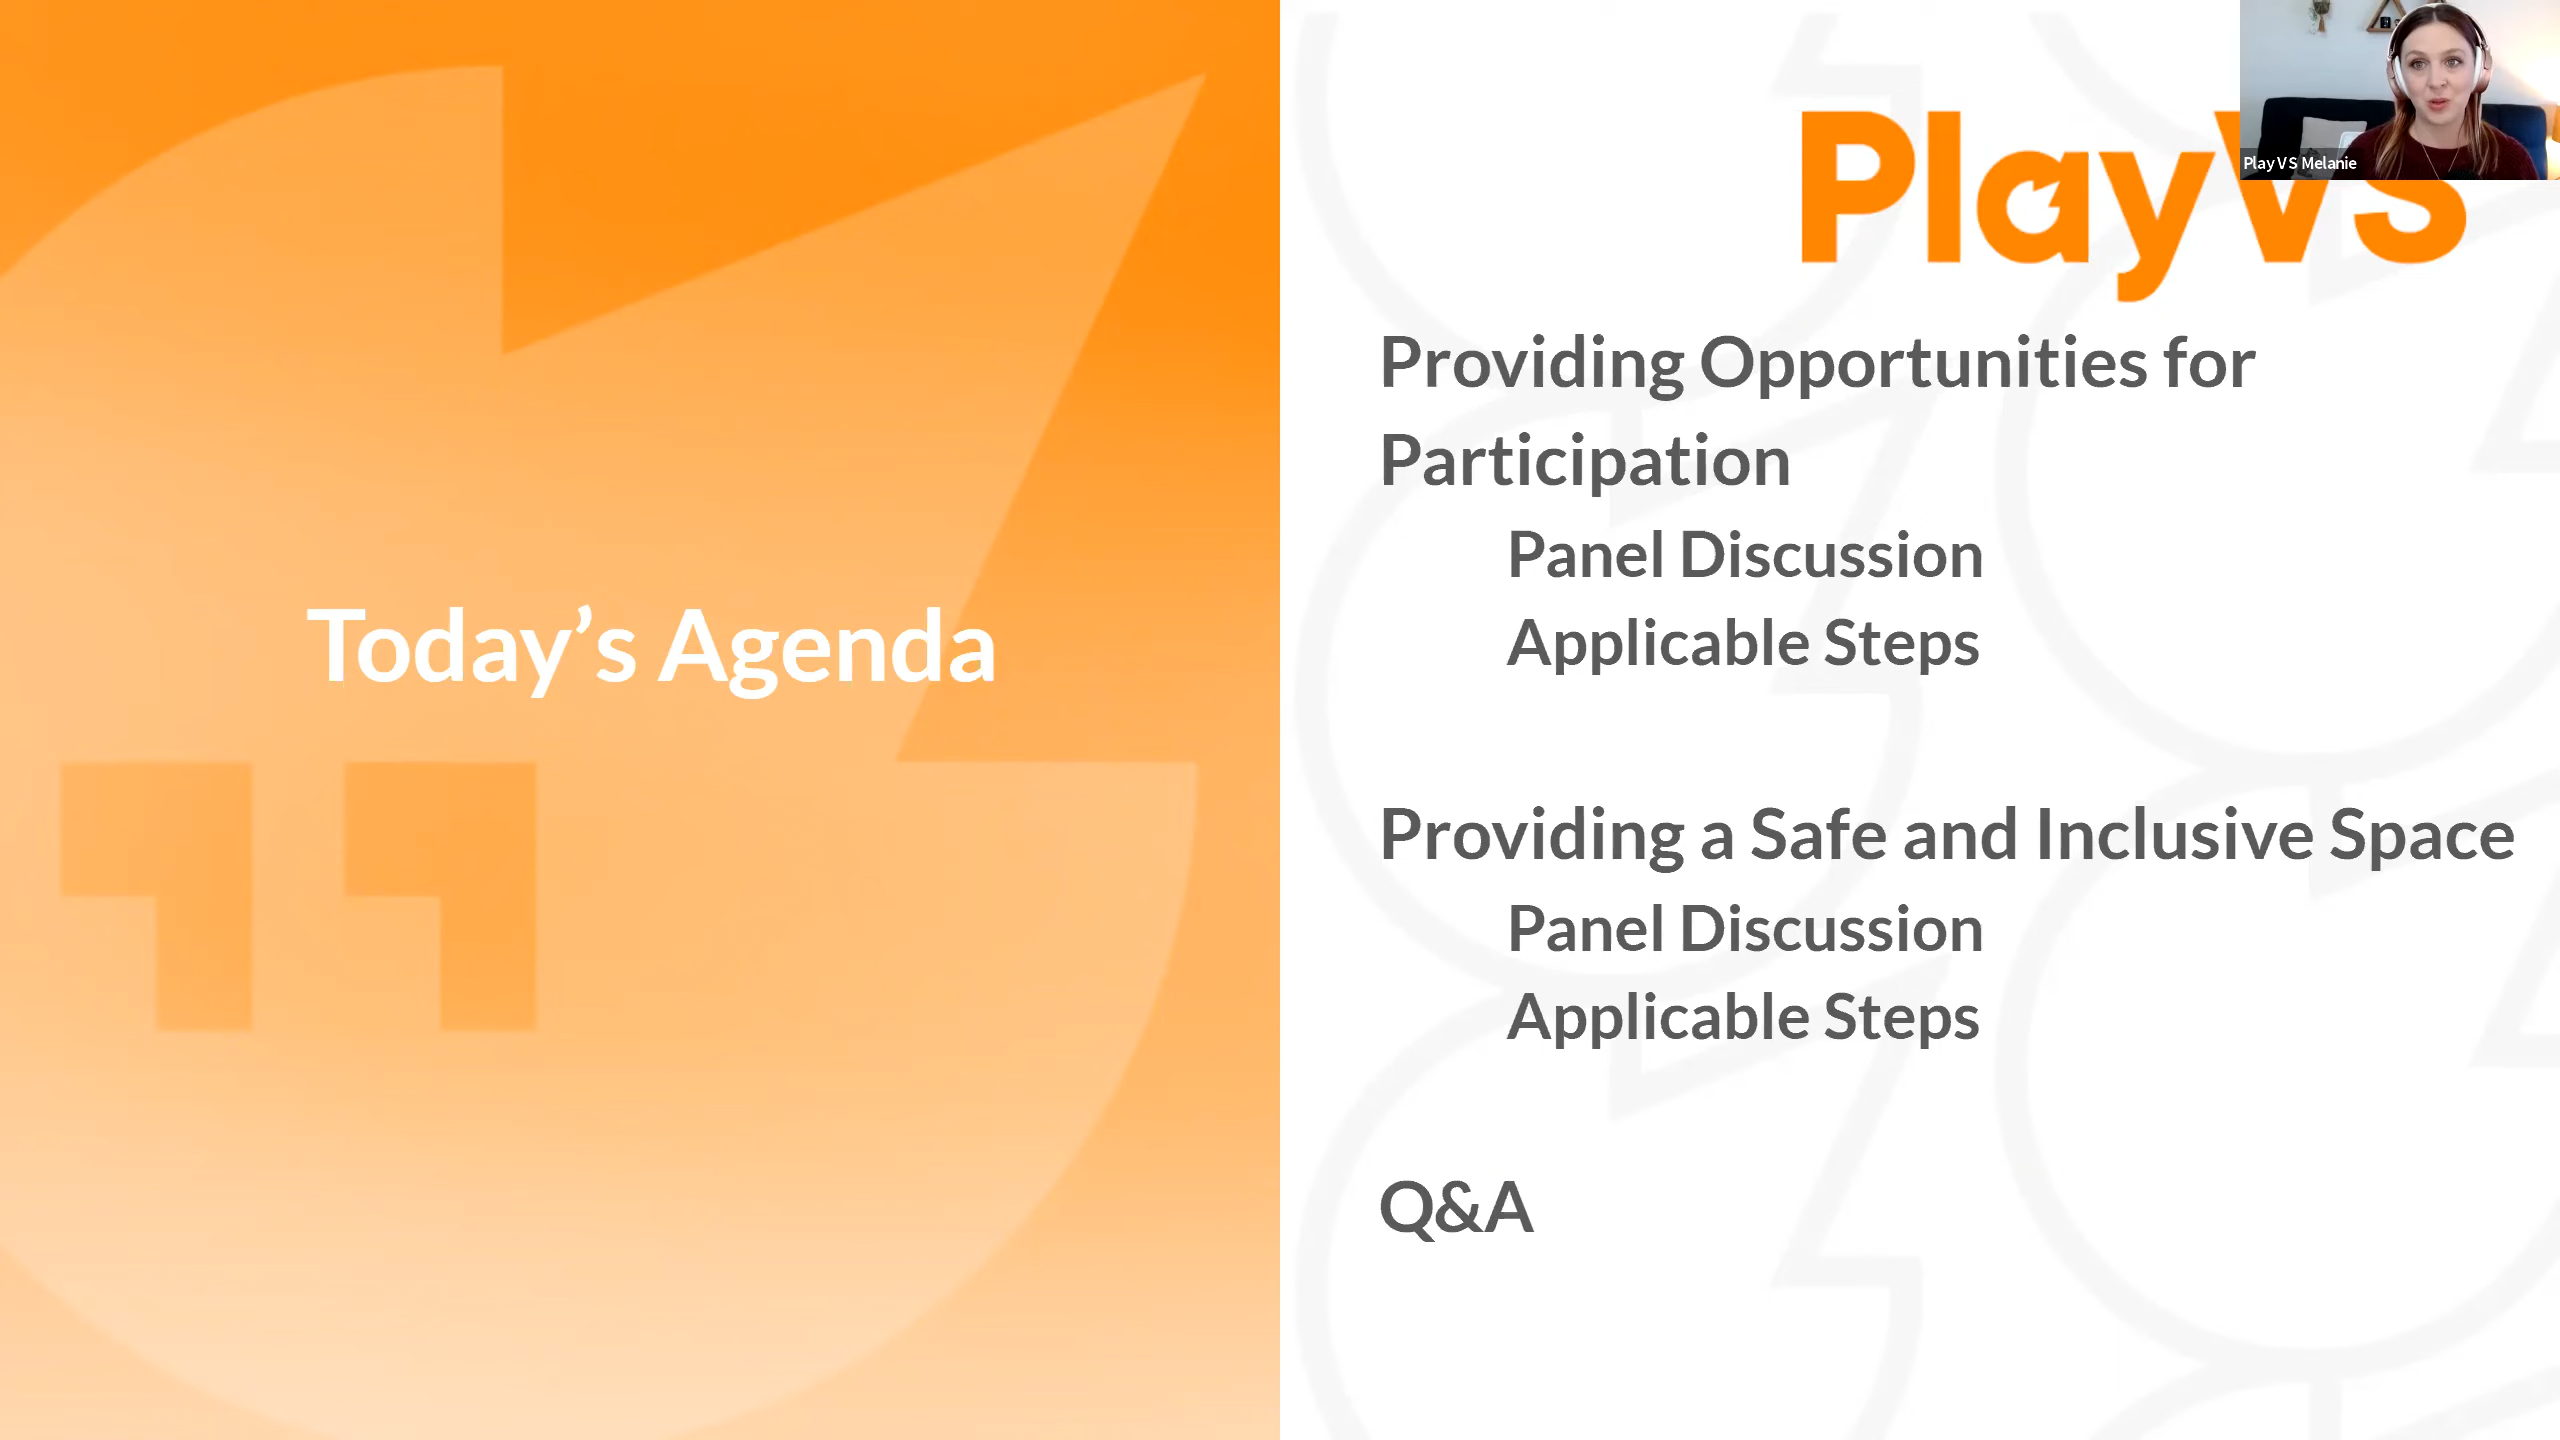 Today’s Agenda
PlayVS
Play VS Melanie
Providing Opportunities for
Participation
Panel Discussion
Applicable Steps
Providing a Safe and Inclusive Space
Panel Discussion
Applicable Steps
Q&A